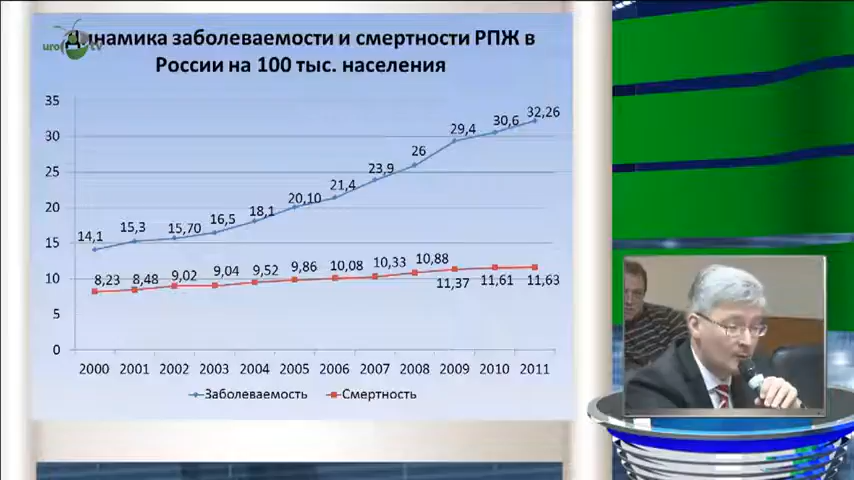 Динамика заболеваемости и смертности РПЖ в
России на 100 тыс. населения
uro tv
35
30
25
20
15
10
5
0
14,1 15,3 15,70 16,5 18,1 20,10 21,4 23,9 26 29,4 30,6 32,26
8,23 8,48 9,02 9,04 9,52 9,86 10,08 10,33 10,88 11,37 11,61 11,63
2000 2001 2002 2003 2004 2005 2006 2007 2008 2009 2010 2011
Заболеваемость Смертность